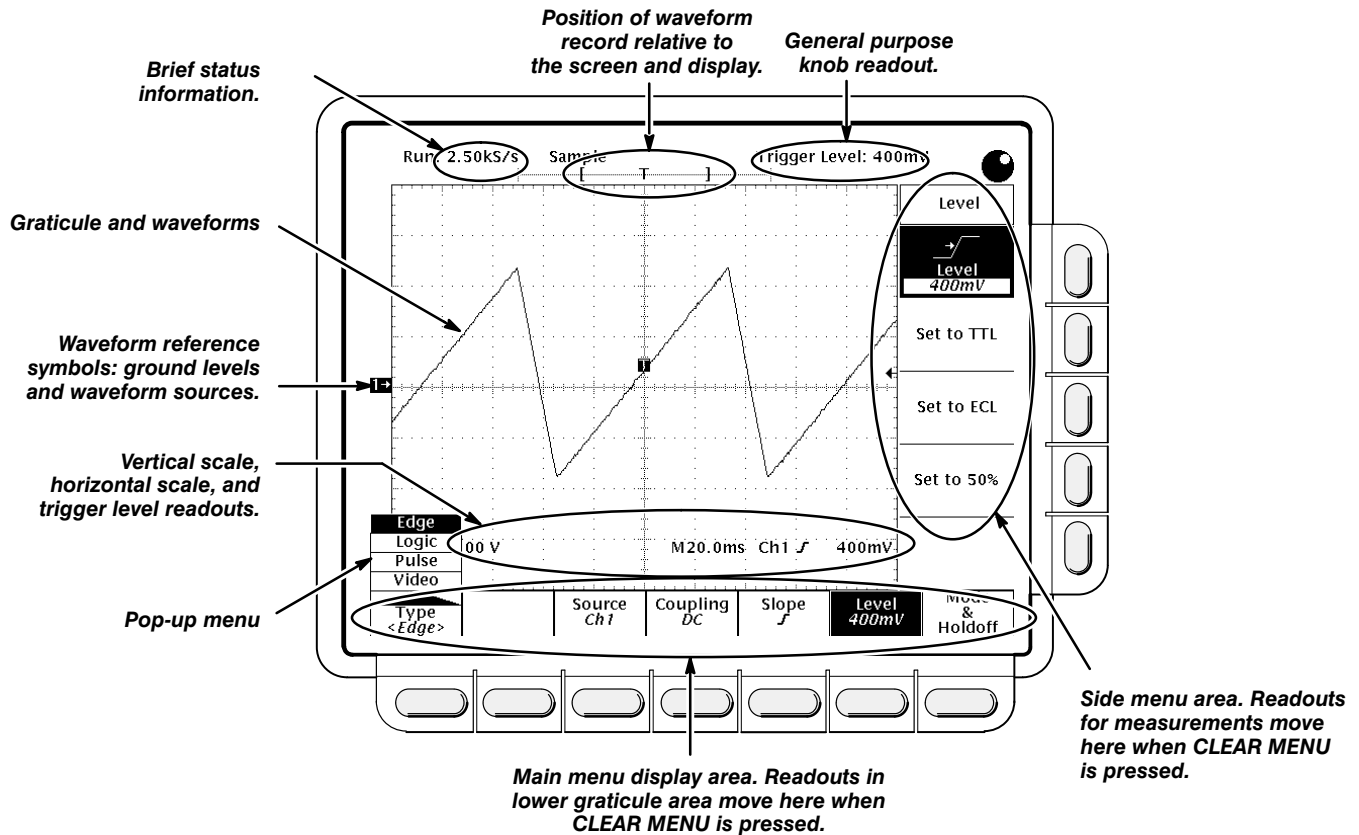 Position of waveform
record relative to
the screen and display.
General purpose
knob readout.
Brief status
information.
Run: 2.50kS/s Sample Trigger Level: 400mV
[ T ]
Graticule and waveforms
Level
Level
400mV
Set to TTL
Set to ECL
Set to 50%
Waveform reference
symbols: ground levels
and waveform sources.
1→
T
Vertical scale,
horizontal scale, and
trigger level readouts.
Edge
Logic
Pulse
Video
00 V M20.0ms Ch1 400mV
Pop-up menu
Type
<Edge>
Source
Ch1
Coupling
DC
Slope
Level
400mV
Mode
&
Holdoff
Side menu area. Readouts
for measurements move
here when CLEAR MENU
is pressed.
Main menu display area. Readouts in
lower graticule area move here when
CLEAR MENU is pressed.